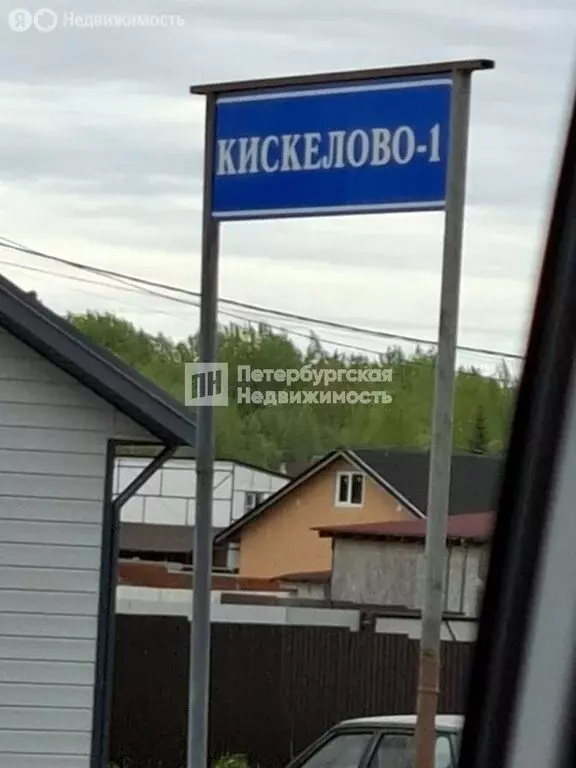 Я Недвижимость
КИСКЕЛОВО-1
ПН Петербургская
Недвижимость